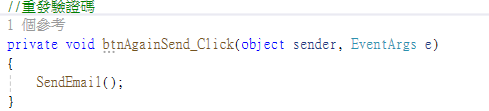 //重發驗證碼
1 個參考
private void btnAgainSend_Click(object sender, EventArgs e)
{
SendEmail();
}